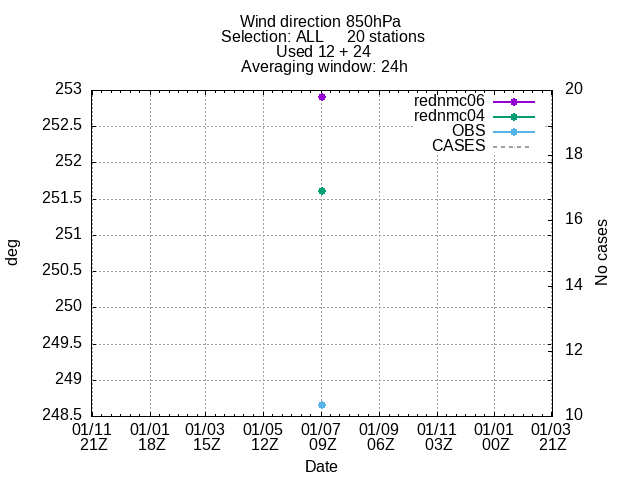 Wind direction 850hPa
Selection: ALL 20 stations
Used 12 + 24
Averaging window: 24h
rednmc06
rednmc04
OBS
CASES
253
252.5
252
251.5
251
250.5
250
249.5
249
248.5
20
18
16
14
12
10
deg
No cases
01/11 01/01 01/03 01/05 01/07 01/09 01/11 01/01 01/03
21Z 18Z 15Z 12Z 09Z 06Z 03Z 00Z 21Z
Date